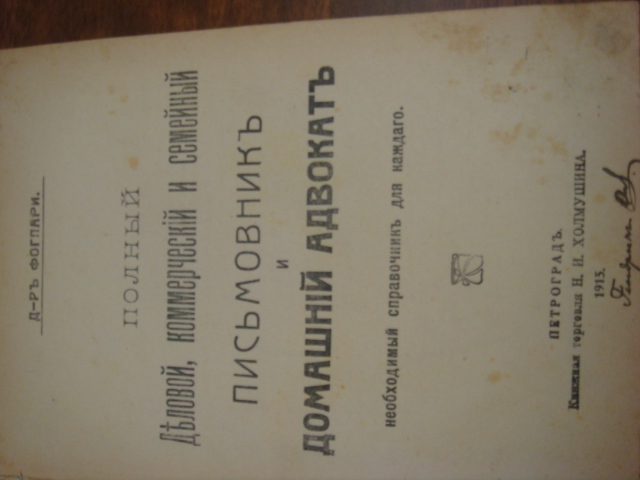 Д-РЪ ФОГПАРИ.
ПОЛНЫЙ
ДѢЛОВОЙ, КОММЕРЧЕСКІЙ И СЕМЕЙНЫЙ
ПИСЬМОВНИКЪ
И
ДОМАШНІЙ АДВОКАТЪ
необходимый справочникъ для каждаго.
ПЕТРОГРАДЪ.
Книжная торговля Н. И. ХОЛМУШИНА.
1915.